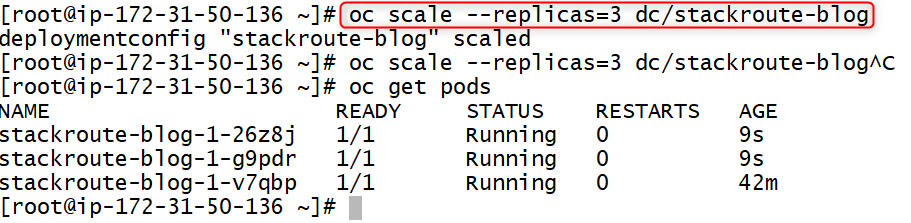 [root@ip-172-31-50-136 ~]# oc scale --replicas=3 dc/stackroute-blog
deploymentconfig "stackroute-blog" scaled
[root@ip-172-31-50-136 ~]# oc scale --replicas=3 dc/stackroute-blog^C
[root@ip-172-31-50-136 ~]# oc get pods
NAME READY STATUS RESTARTS AGE
stackroute-blog-1-26z8j 1/1 Running 0 9s
stackroute-blog-1-g9pdr 1/1 Running 0 9s
stackroute-blog-1-v7qbp 1/1 Running 0 42m
[root@ip-172-31-50-136 ~]#